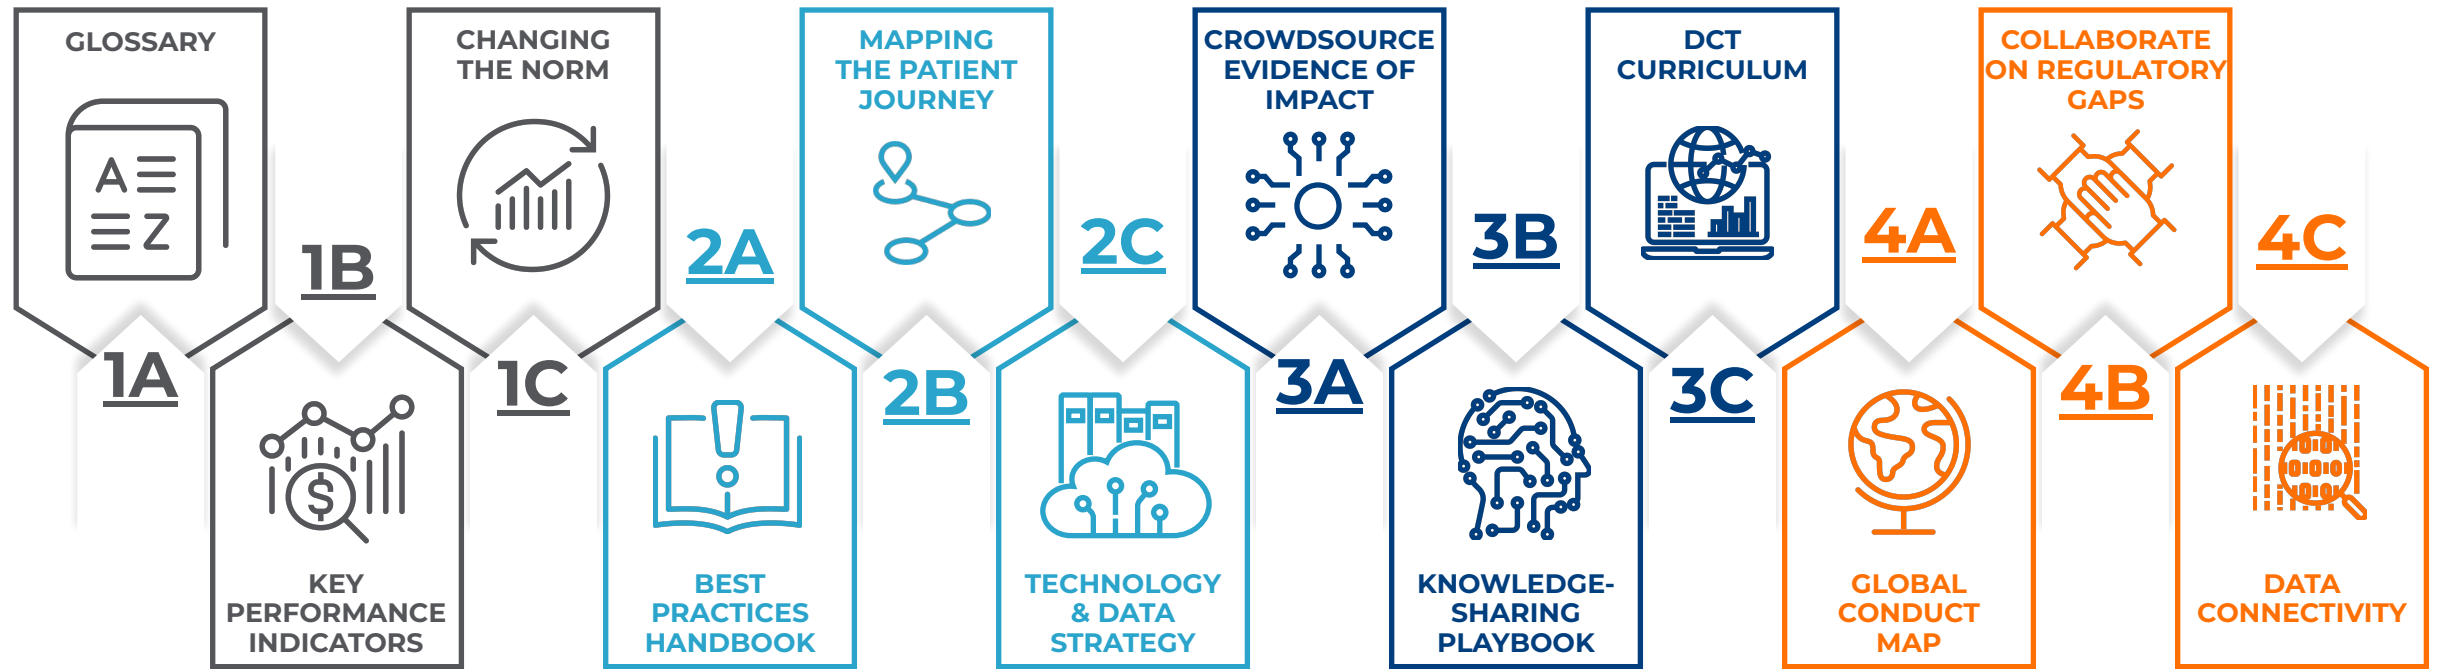 GLOSSARY
1A
1B
KEY
PERFORMANCE
INDICATORS
CHANGING
THE NORM
1C
2A
BEST
PRACTICES
HANDBOOK
MAPPING
THE PATIENT
JOURNEY
2B
2C
TECHNOLOGY
& DATA
STRATEGY
CROWDSOURCE
EVIDENCE OF
IMPACT
3A
3B
KNOWLEDGE-
SHARING
PLAYBOOK
DCT
CURRICULUM
3C
4A
GLOBAL
CONDUCT
MAP
COLLABORATE
ON REGULATORY
GAPS
4B
4C
DATA
CONNECTIVITY
A
Z
$